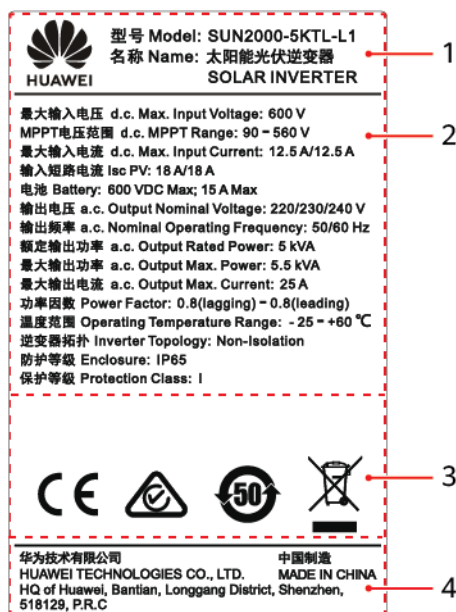 HUAWEI
型号 Model: SUN2000-5KTL-L1
名称 Name: 太阳能光伏逆变器
SOLAR INVERTER
1
最大输入电压 d.c. Max. Input Voltage: 600 V
MPPT电压范围 d.c. MPPT Range: 90 - 560 V
2
最大输入电流 d.c. Max. Input Current: 12.5 A/12.5 A
输入短路电流 Isc PV: 18 A/18 A
电池 Battery: 600 VDC Max; 15 A Max
输出电压 a.c. Output Nominal Voltage: 220/230/240 V
输出频率 a.c. Nominal Operating Frequency: 50/60 Hz
额定输出功率 a.c. Output Rated Power: 5 kVA
最大输出功率 a.c. Output Max. Power: 5.5 kVA
最大输出电流 a.c. Output Max. Current: 25 A
功率因数 Power Factor: 0.8(lagging) - 0.8(leading)
温度范围 Operating Temperature Range: - 25 - +60 ℃
逆变器拓扑 Inverter Topology: Non-Isolation
防护等级 Enclosure: IP65
保护等级 Protection Class: I
CE
50
3
华为技术有限公司 中国制造
HUAWEI TECHNOLOGIES CO., LTD. MADE IN CHINA
HQ of Huawei, Bantian, Longgang District, Shenzhen,
518129, P.R.C
4